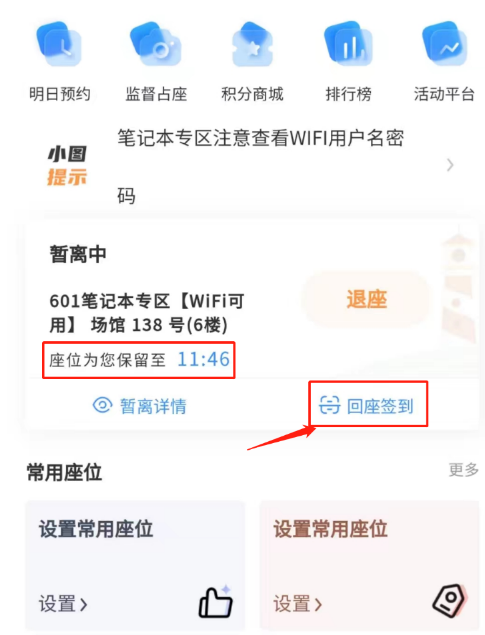 明日预约 监督占座 积分商城 排行榜 活动平台
小图
提示
笔记本专区注意查看WIFI用户名密
码
暂离中
601笔记本专区【WiFi可
用】 场馆 138 号(6楼)
退座
座位为您保留至 11:46
暂离详情 回座签到
常用座位 更多
设置常用座位 设置常用座位
设置 设置